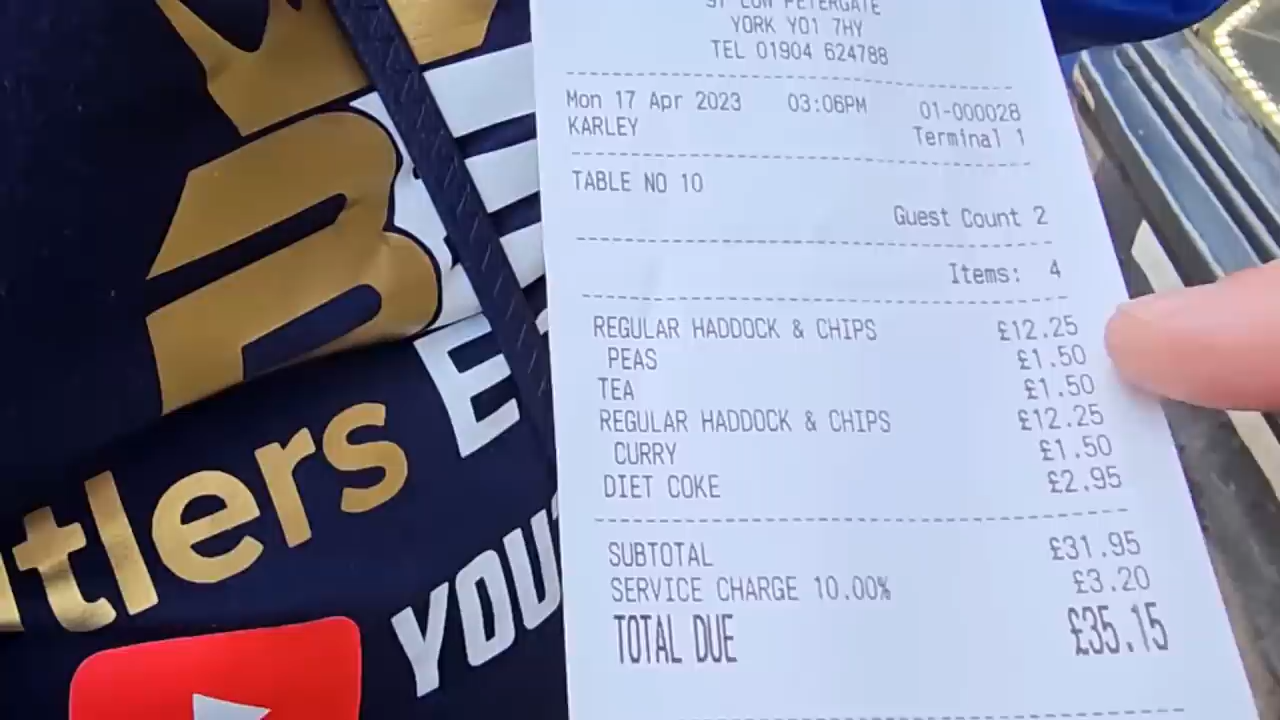 LOW PETERGATE
YORK YO1 7HY
TEL 01904 624788
Mon 17 Apr 2023 03:06PM 01-000028
KARLEY Terminal 1
TABLE NO 10
Guest Count 2
Items: 4
REGULAR HADDOCK & CHIPS £12.25
PEAS £1.50
TEA £1.50
REGULAR HADDOCK & CHIPS £12.25
CURRY £1.50
DIET COKE £2.95
SUBTOTAL £31.95
SERVICE CHARGE 10.00% £3.20
TOTAL DUE £35.15